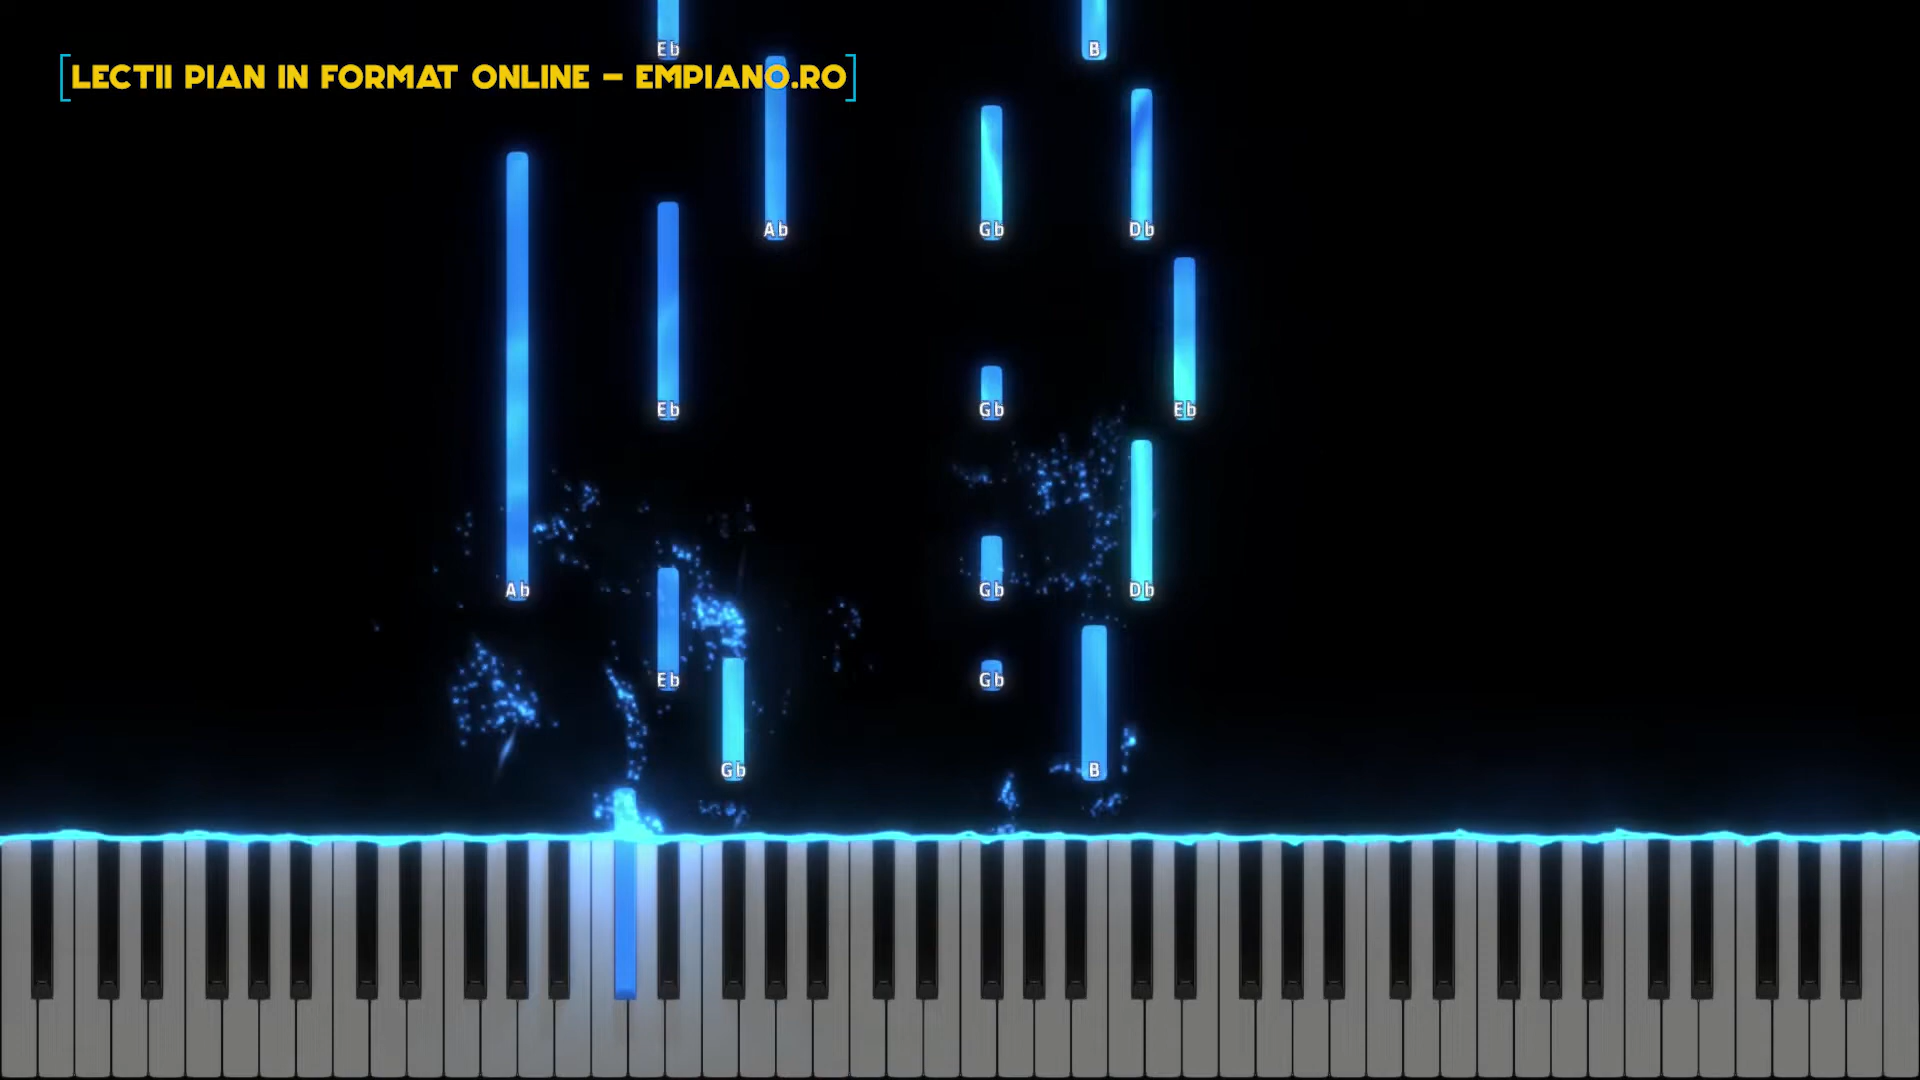 Eb
B
[LECTII PIAN IN FORMAT ONLINE – EMPIANO.RO]
Ab
Gb
Db
Eb
Gb
Eb
Ab
Gb
Db
Eb
Gb
Gb
B